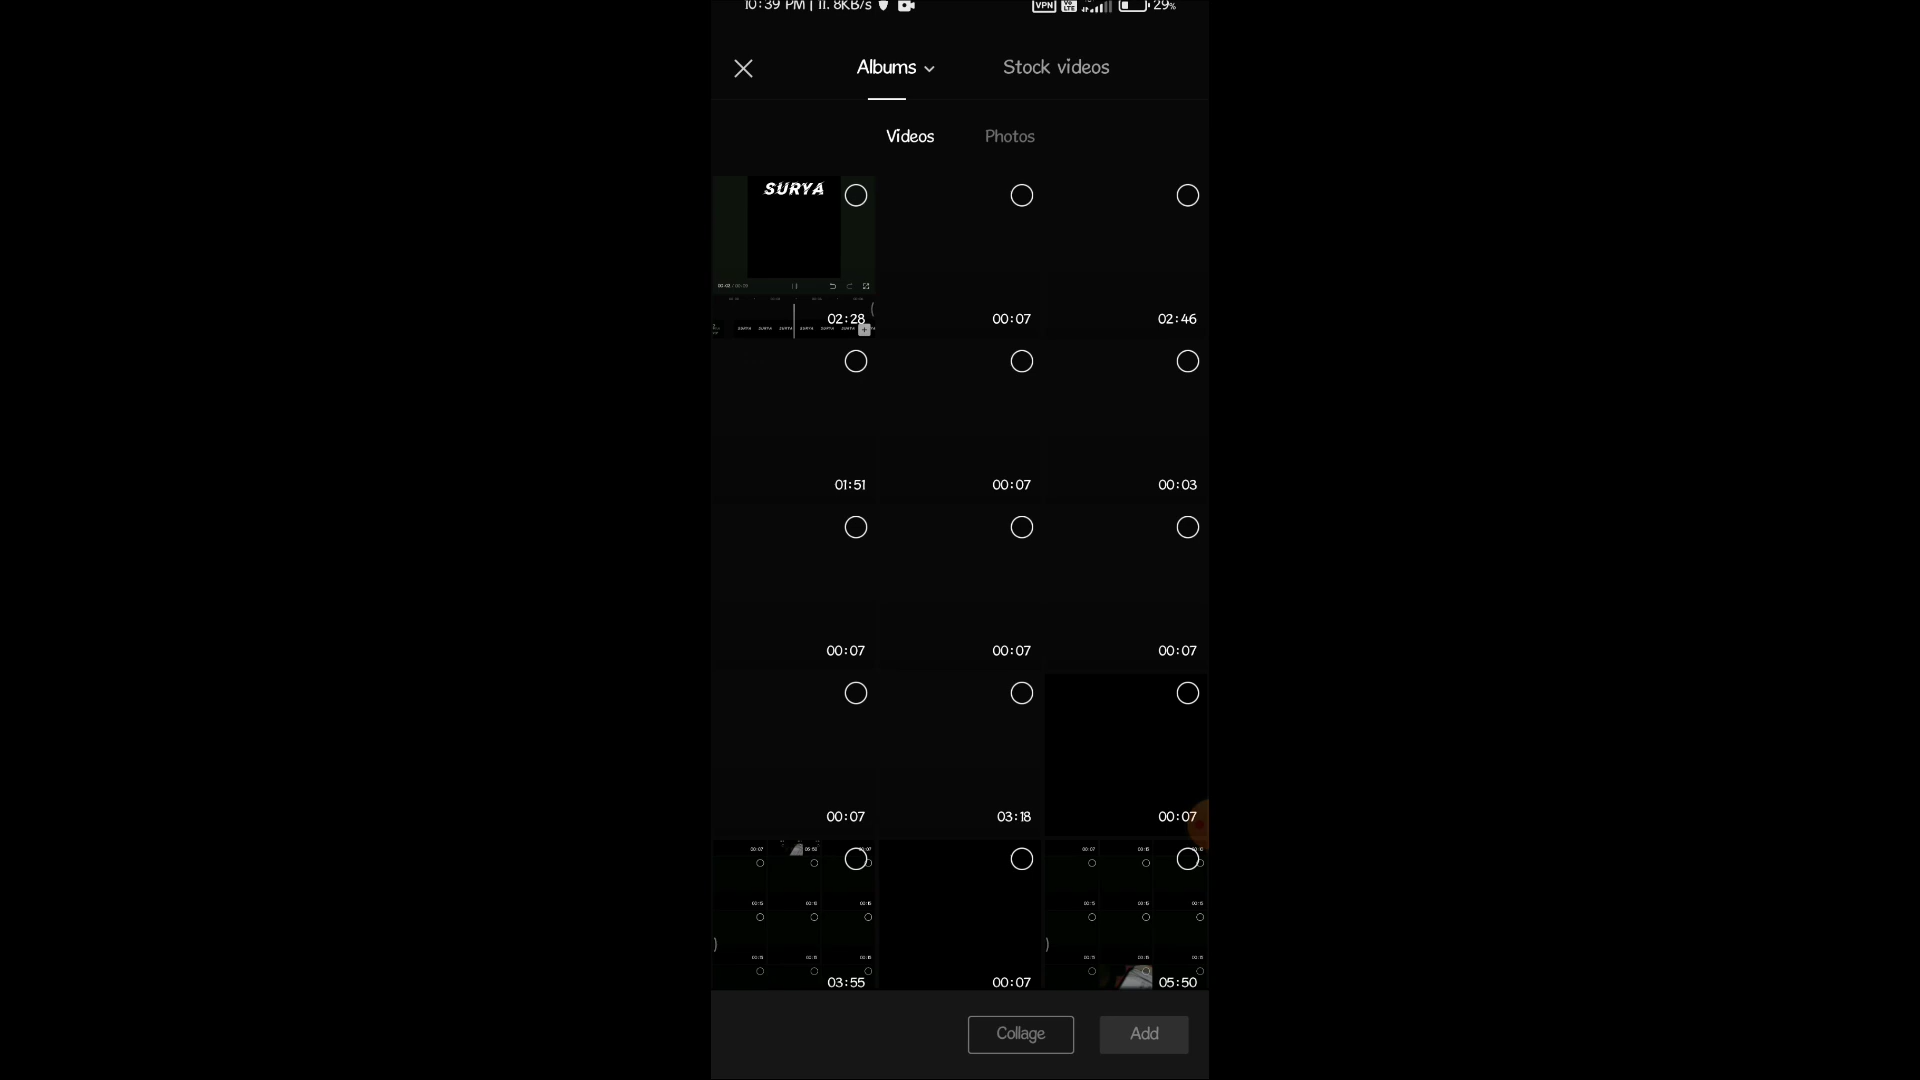 10:39 PM | 11. 8KB/s VPN Vo LTE 29%
Albums Stock videos
Videos Photos
SURYA
02:28 00:07 02:46
01:51 00:07 00:03
00:07 00:07 00:07
00:07 03:18 00:07
03:55 00:07 05:50
Collage Add